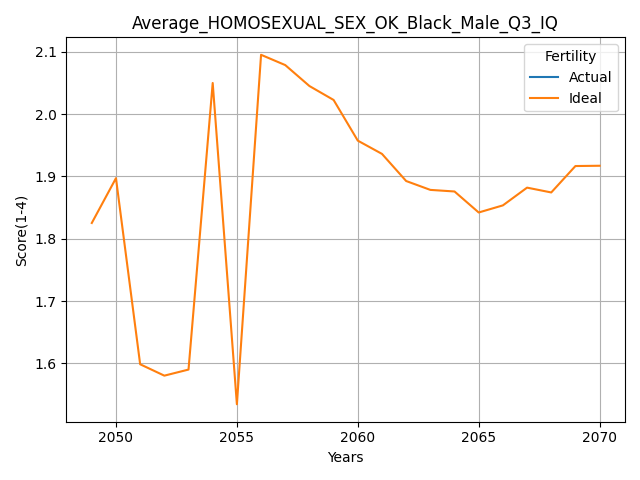 Average_HOMOSEXUAL_SEX_OK_Black_Male_Q3_IQ
Fertility
Actual
Ideal
Score(1-4)
2.1
2.0
1.9
1.8
1.7
1.6
2050 2055 2060 2065 2070
Years